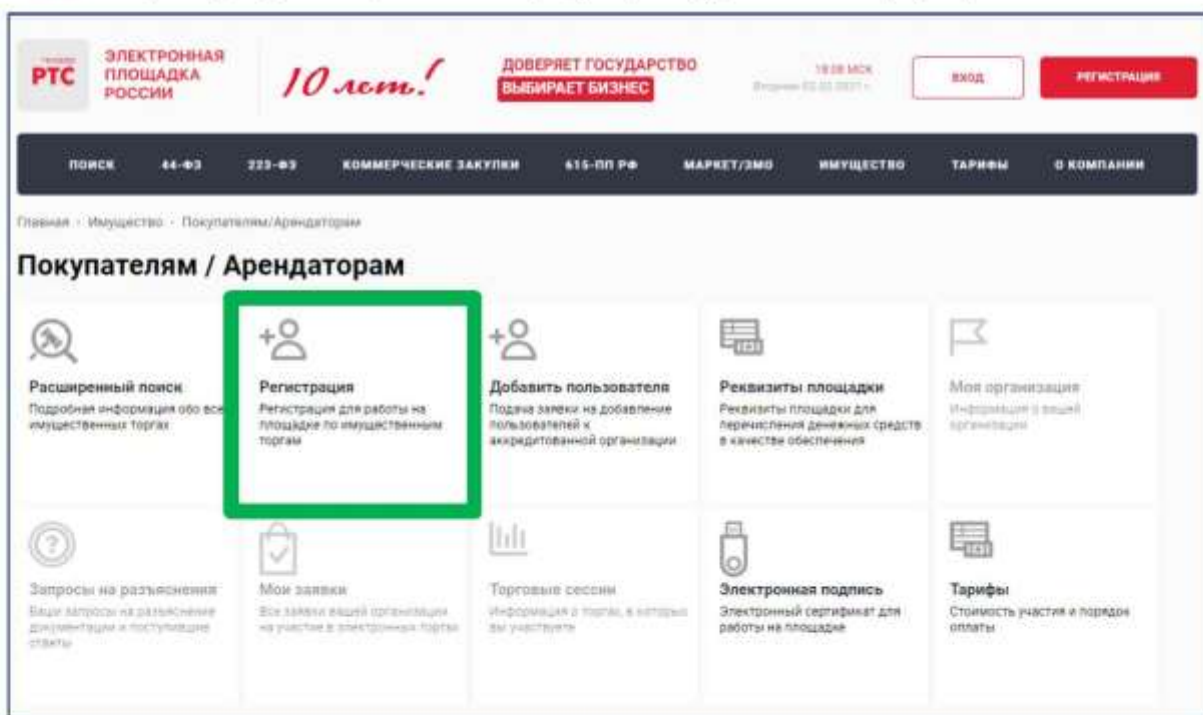 РТС
ЭЛЕКТРОННАЯ
ПЛОЩАДКА
РОССИИ
10 лет!
ДОВЕРЯЕТ ГОСУДАРСТВО
ВЫБИРАЕТ БИЗНЕС
МСК
ВХОД
РЕГИСТРАЦИЯ
ПОИСК 44-ФЗ 223-ФЗ КОММЕРЧЕСКИЕ ЗАКУПКИ 615-ПП РФ МАРКЕТ/ЗМО ИМУЩЕСТВО ТАРИФЫ О КОМПАНИИ
Главная · Имущество · Покупателям/Арендаторам
Покупателям / Арендаторам
Расширенный поиск
Подробная информация обо все
имущественных торгах
Регистрация
Регистрация для работы на
площадке по имущественным
торгам
Добавить пользователя
Подача заявки на добавление
пользователей к
аккредитованной организации
Реквизиты площадки
Реквизиты площадки для
перечисления денежных средств
в качестве обеспечения
Моя организация
Информация о вашей
организации
Запросы на разъяснения
Ваши запросы на разъяснение
документации и поступившие
ответы
Мои заявки
Все заявки вашей организации
на участие в электронных торгах
Торговые сессии
Информация о торгах, в которых
вы участвуете
Электронная подпись
Электронный сертификат для
работы на площадке
Тарифы
Стоимость участия и порядок
оплаты